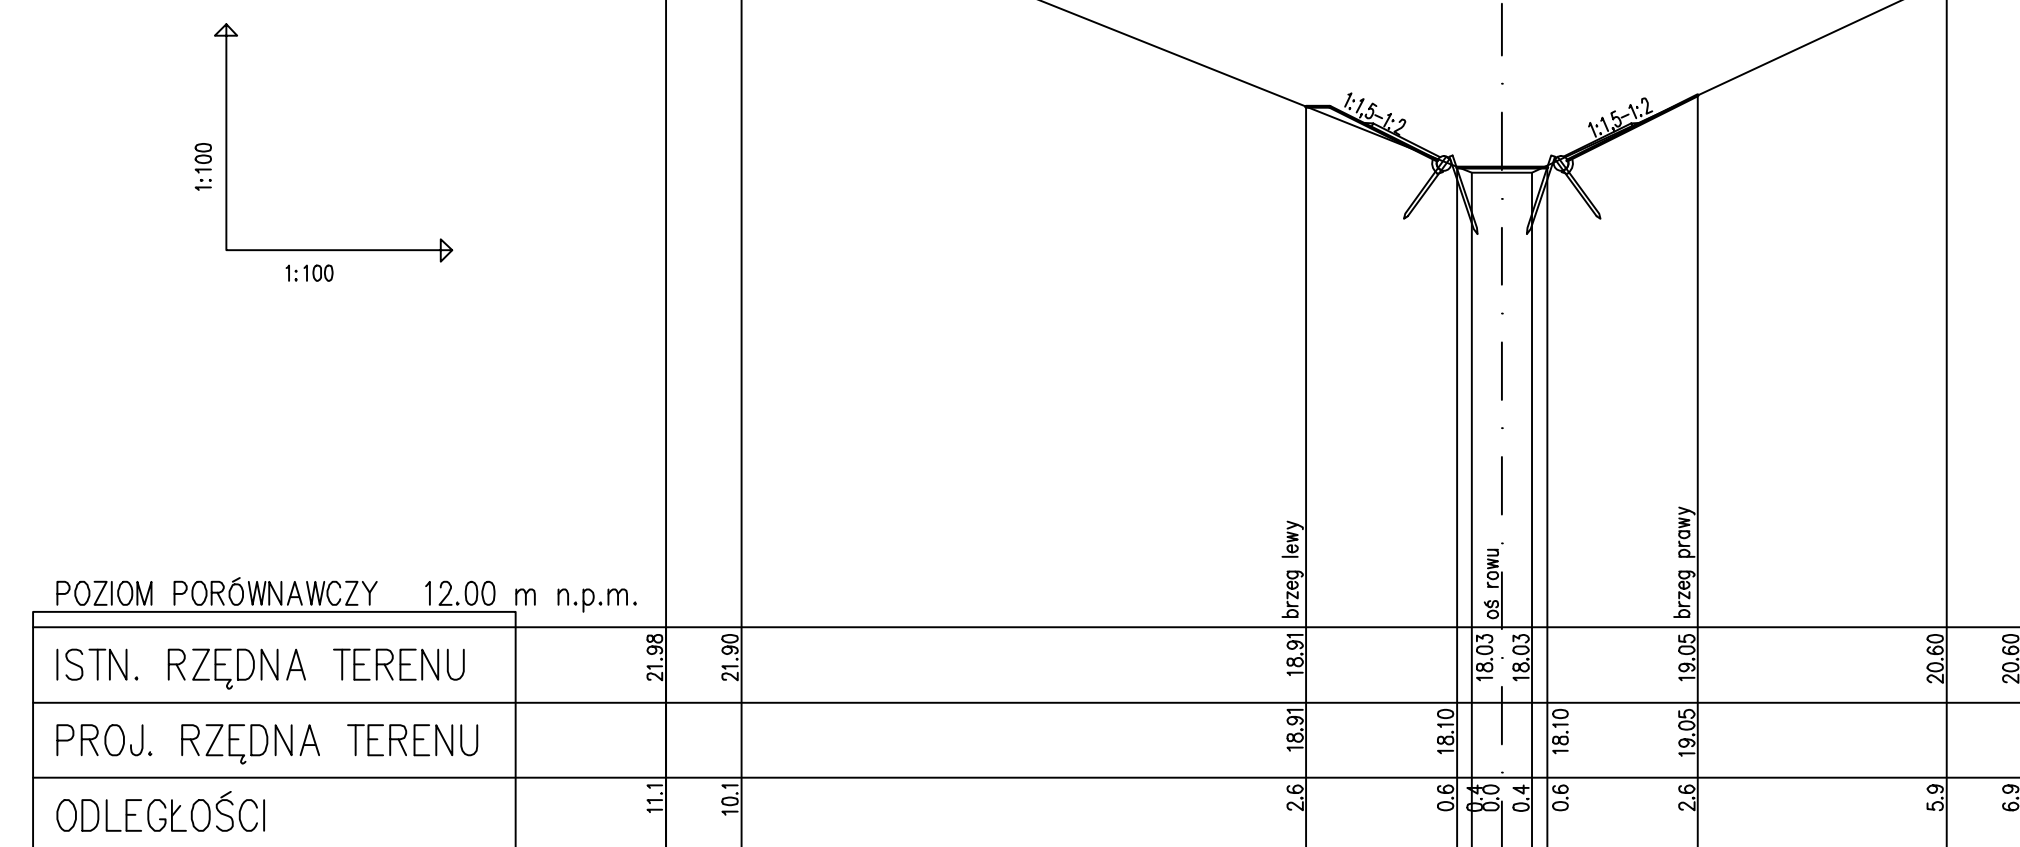 1:1,5-1:2
1:1,5-1:2
1:100
1:100
brzeg lewy
oś rowu
brzeg prawy
POZIOM PORÓWNAWCZY 12.00 m n.p.m.
ISTN. RZĘDNA TERENU 21.98 21.90 18.91 18.03 18.03 19.05 20.60 20.60
PROJ. RZĘDNA TERENU 18.91 18.10 18.10 19.05
ODLEGŁOŚCI 11.1 10.1 2.6 0.6 0.4 0.0 0.4 0.6 2.6 5.9 6.9